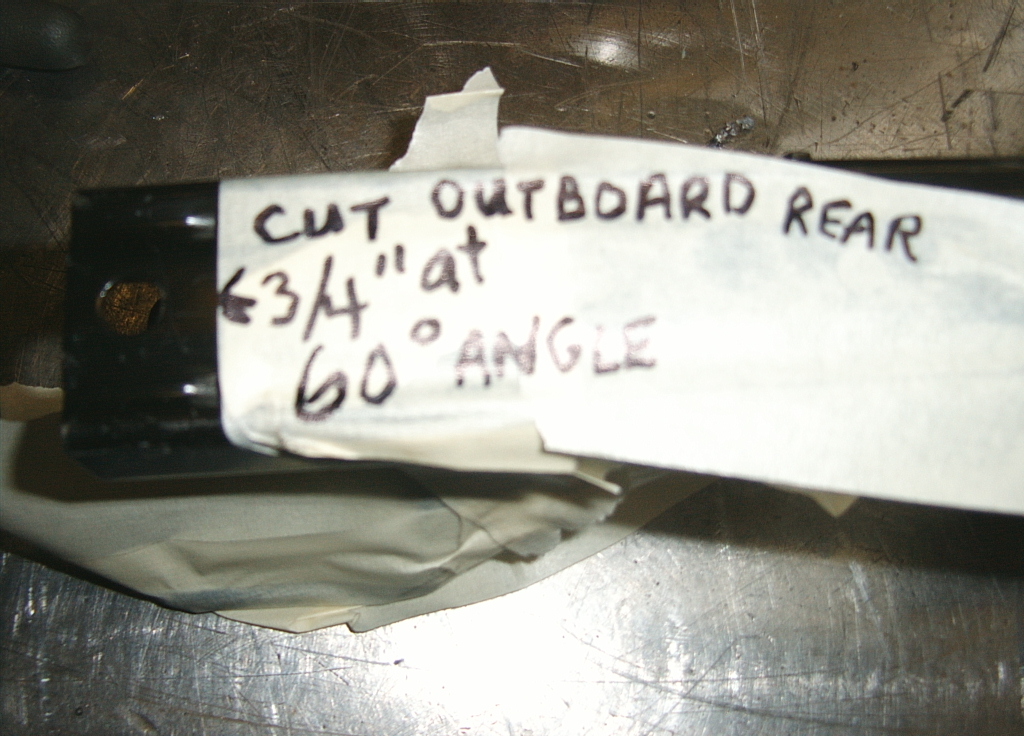 CUT OUTBOARD REAR
←3/4" at
60° ANGLE